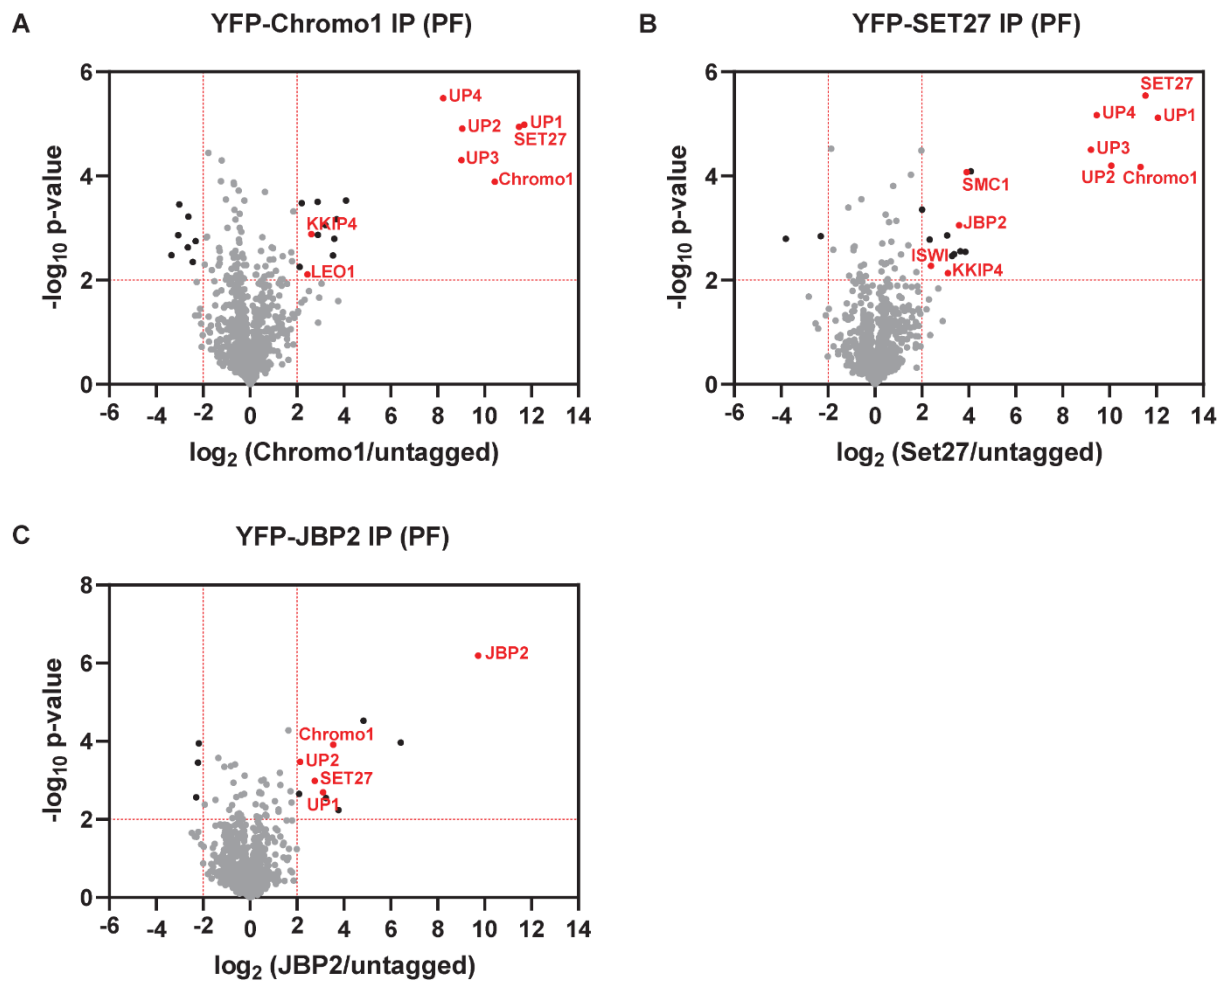 A
YFP-Chromo1 IP (PF)
6
4
2
0
-log10 p-value
UP4
UP2
UP1
SET27
UP3
Chromo1
KKIP4
LEO1
-6 -4 -2 0 2 4 6 8 10 12 14
log2 (Chromo1/untagged)
B
YFP-SET27 IP (PF)
6
4
2
0
-log10 p-value
SET27
UP4
UP1
UP3
UP2
Chromo1
SMC1
JBP2
ISWI
KKIP4
-6 -4 -2 0 2 4 6 8 10 12 14
log2 (Set27/untagged)
C
YFP-JBP2 IP (PF)
8
6
4
2
0
-log10 p-value
JBP2
Chromo1
UP2
SET27
UP1
-6 -4 -2 0 2 4 6 8 10 12 14
log2 (JBP2/untagged)